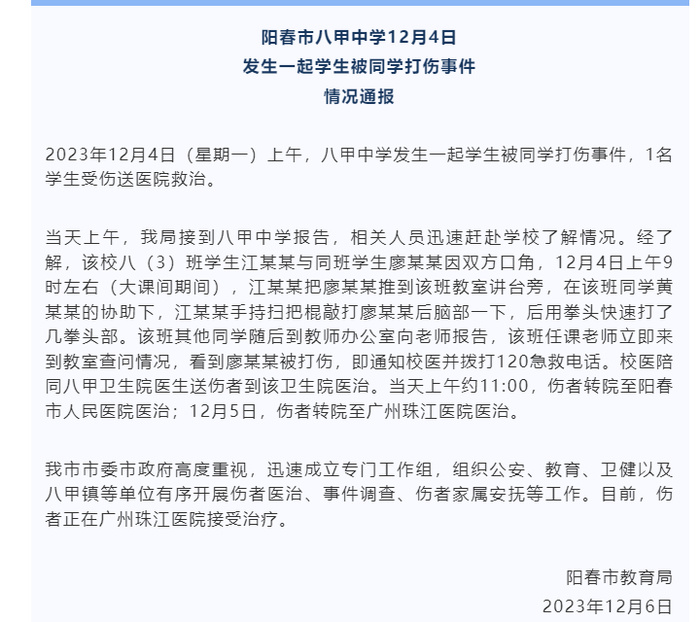 阳春市八甲中学12月4日
发生一起学生被同学打伤事件
情况通报
2023年12月4日（星期一）上午，八甲中学发生一起学生被同学打伤事件，1名
学生受伤送医院救治。
当天上午，我局接到八甲中学报告，相关人员迅速赶赴学校了解情况。经了
解，该校八（3）班学生江某某与同班学生廖某某因双方口角，12月4日上午9
时左右（大课间期间），江某某把廖某某推到该班教室讲台旁，在该班同学黄
某某的协助下，江某某手持扫把棍敲打廖某某后脑部一下，后用拳头快速打了
几拳头部。该班其他同学随后到教师办公室向老师报告，该班任课老师立即来
到教室查问情况，看到廖某某被打伤，即通知校医并拨打120急救电话。校医陪
同八甲卫生院医生送伤者到该卫生院医治。当天上午约11:00，伤者转院至阳春
市人民医院医治；12月5日，伤者转院至广州珠江医院医治。
我市市委市政府高度重视，迅速成立专门工作组，组织公安、教育、卫健以及
八甲镇等单位有序开展伤者医治、事件调查、伤者家属安抚等工作。目前，伤
者正在广州珠江医院接受治疗。
阳春市教育局
2023年12月6日